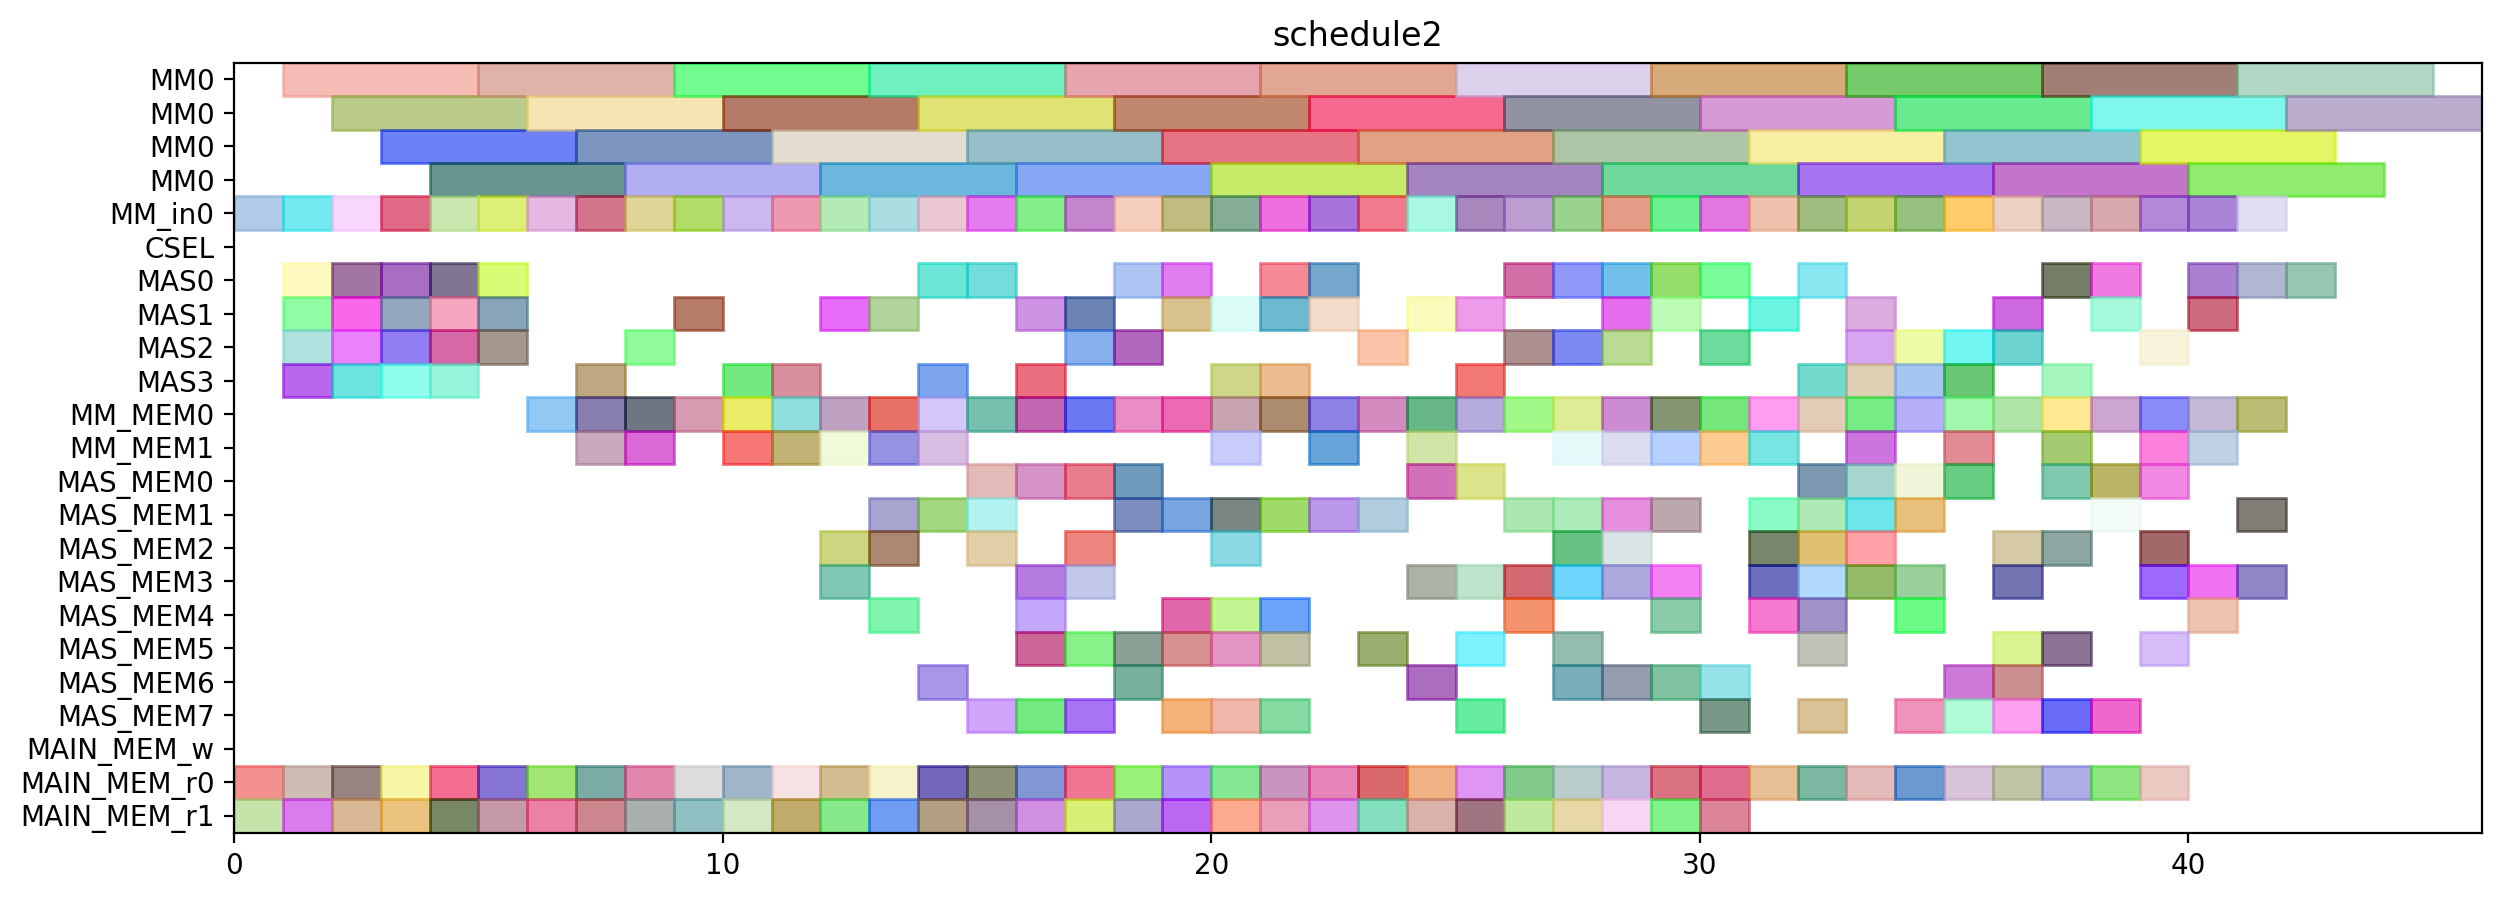 schedule2
MM0
MM0
MM0
MM0
MM_in0
CSEL
MAS0
MAS1
MAS2
MAS3
MM_MEM0
MM_MEM1
MAS_MEM0
MAS_MEM1
MAS_MEM2
MAS_MEM3
MAS_MEM4
MAS_MEM5
MAS_MEM6
MAS_MEM7
MAIN_MEM_w
MAIN_MEM_r0
MAIN_MEM_r1
0 10 20 30 40